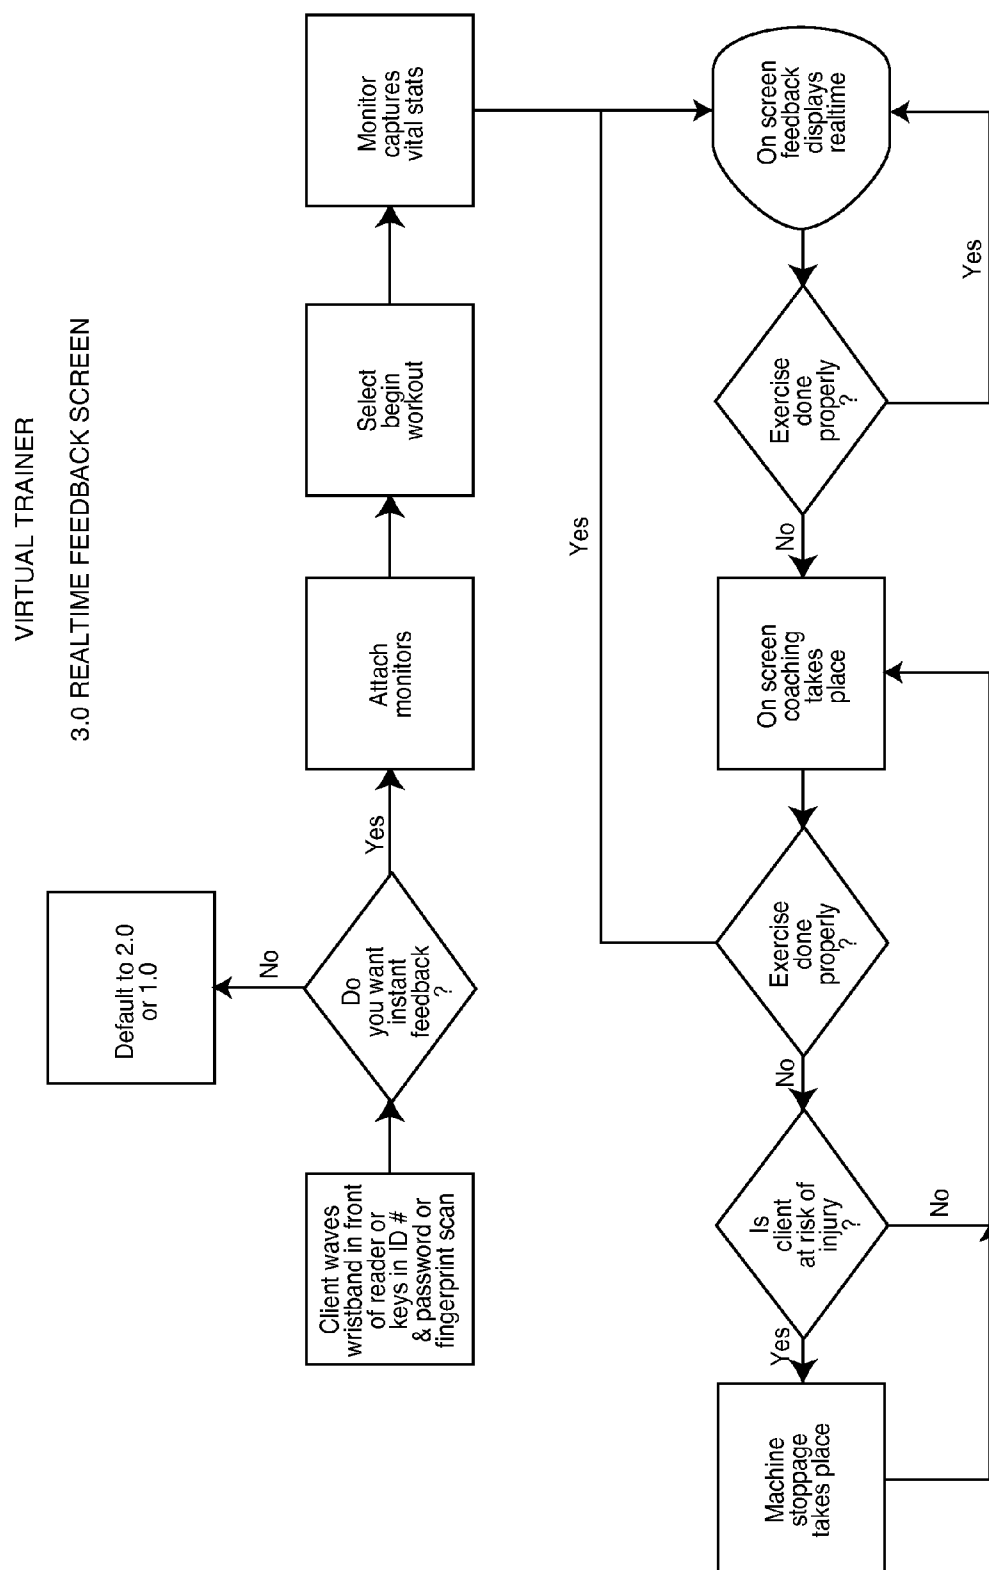 VIRTUAL TRAINER
3.0 REALTIME FEEDBACK SCREEN
Client waves
wristband in front
of reader or
keys in ID #
& password or
fingerprint scan
Do
you want
instant
feedback
?
No
Default to 2.0
or 1.0
Yes
Attach
monitors
Select
begin
workout
Monitor
captures
vital stats
On screen
feedback
displays
realtime
Exercise
done
properly
?
Yes
No
On screen
coaching
takes
place
Exercise
done
properly
?
Yes
No
Is
client
at risk of
injury
?
No
Yes
Machine
stoppage
takes place